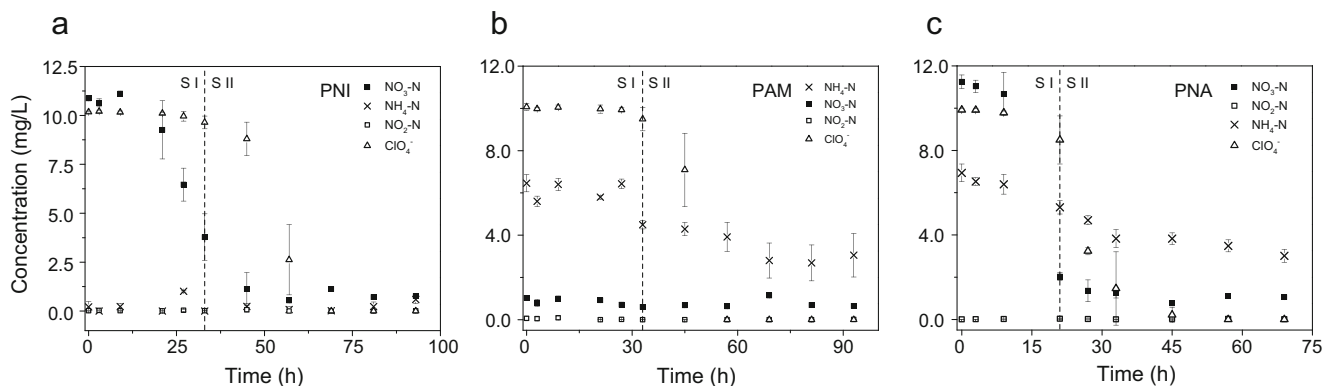 a
b
c
Concentration (mg/L)
12.5
10.0
7.5
5.0
2.5
0.0
S I
S II
PNI
NO₃-N
NH₄-N
NO₂-N
ClO₄⁻
0
25
50
75
100
Time (h)
12.0
8.0
4.0
0.0
S I
S II
PAM
NH₄-N
NO₃-N
NO₂-N
ClO₄⁻
0
30
60
90
Time (h)
12.0
8.0
4.0
0.0
S I
S II
PNA
NO₃-N
NO₂-N
NH₄-N
ClO₄⁻
0
15
30
45
60
75
Time (h)